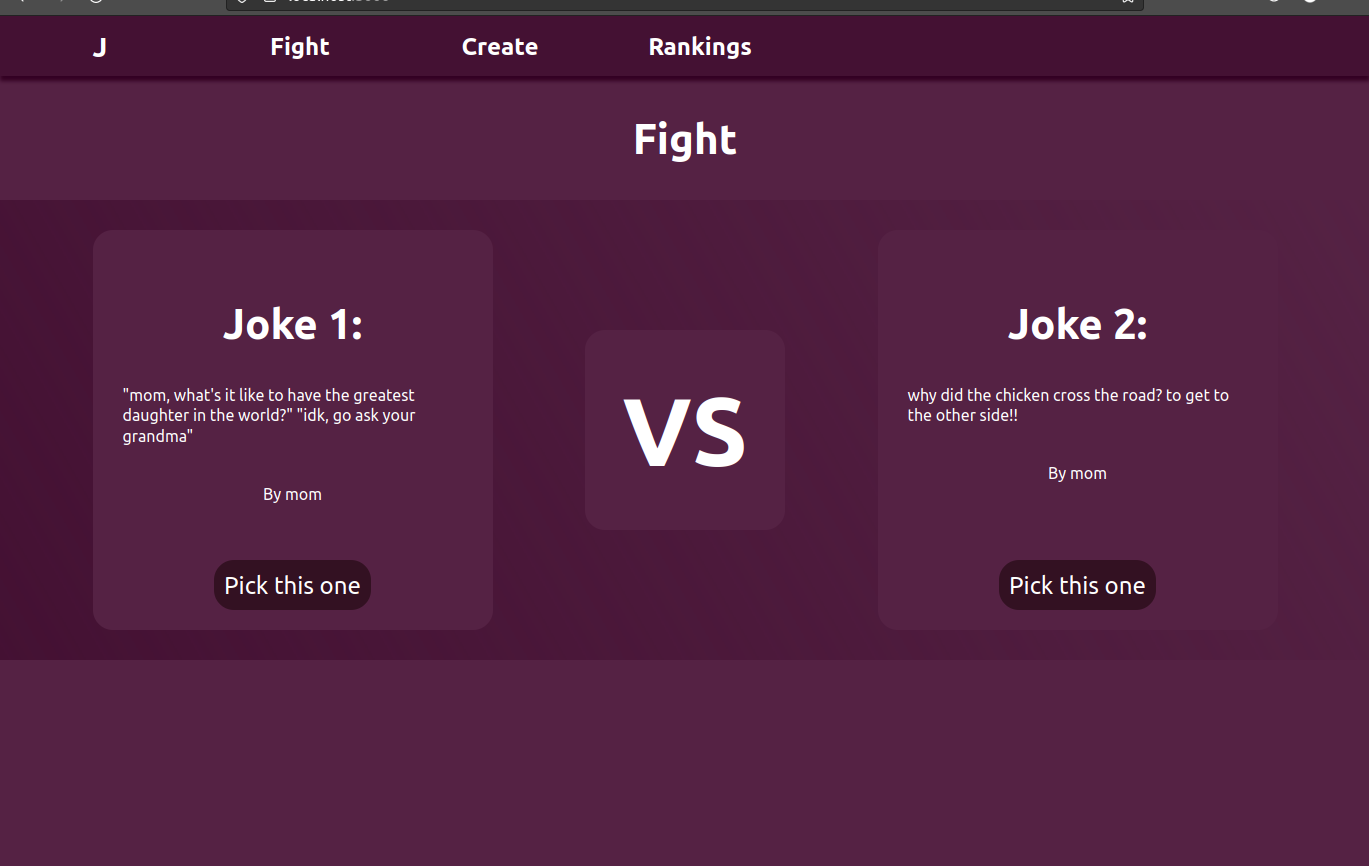 J Fight Create Rankings
Fight
Joke 1:
"mom, what's it like to have the greatest
daughter in the world?" "idk, go ask your
grandma"
By mom
Pick this one
VS
Joke 2:
why did the chicken cross the road? to get to
the other side!!
By mom
Pick this one